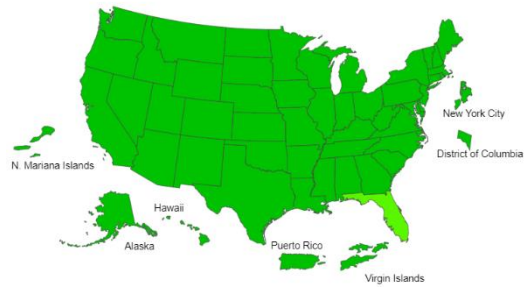 New York City
District of Columbia
N. Mariana Islands
Hawaii
Alaska
Puerto Rico
Virgin Islands